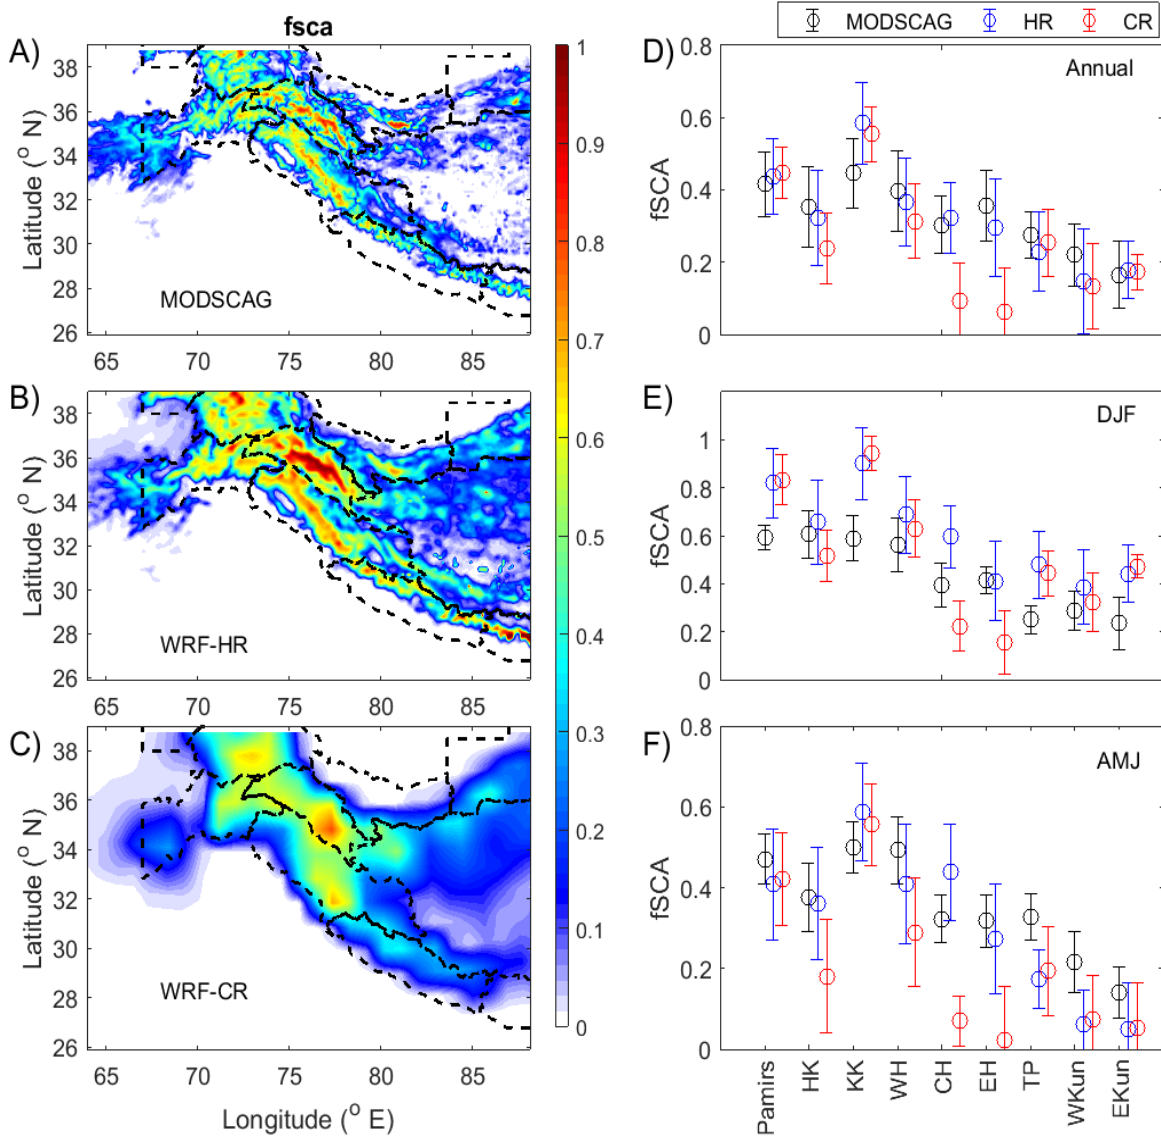 MODSCAG HR CR
fsca
A)
38
36
34
32
30
28
26
Latitude (° N)
MODSCAG
65 70 75 80 85
B)
38
36
34
32
30
28
26
Latitude (° N)
WRF-HR
65 70 75 80 85
C)
38
36
34
32
30
28
26
Latitude (° N)
WRF-CR
65 70 75 80 85
Longitude (° E)
1
0.9
0.8
0.7
0.6
0.5
0.4
0.3
0.2
0.1
0
D)
0.8
0.6
0.4
0.2
0
fSCA
Annual
E)
1
0.8
0.6
0.4
0.2
0
fSCA
DJF
F)
0.8
0.6
0.4
0.2
0
fSCA
AMJ
Pamirs
HK
KK
WH
CH
EH
TP
WKun
EKun